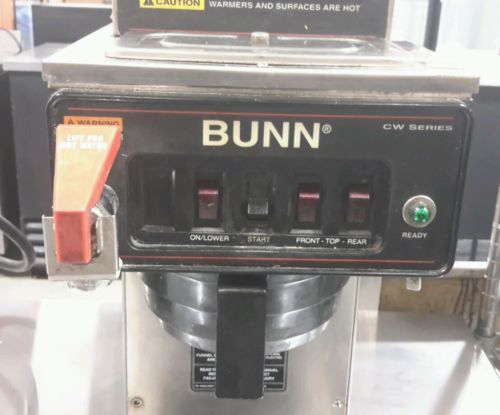 CAUTION
WARMERS AND SURFACES ARE HOT
WARNING
LIFT FOR
HOT WATER
BUNN®
CW SERIES
ON/LOWER
START
FRONT - TOP - REAR
READY